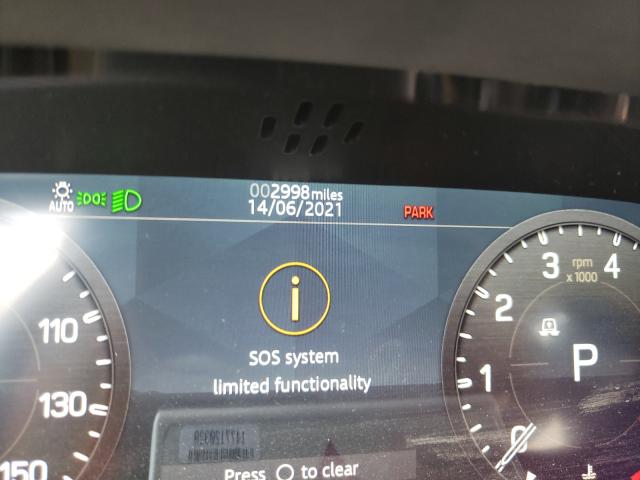 002998 miles
14/06/2021
PARK
AUTO
3 rpm 4
x 1000
2
110
SOS system
P
limited functionality
1
130
0
150
Press to clear